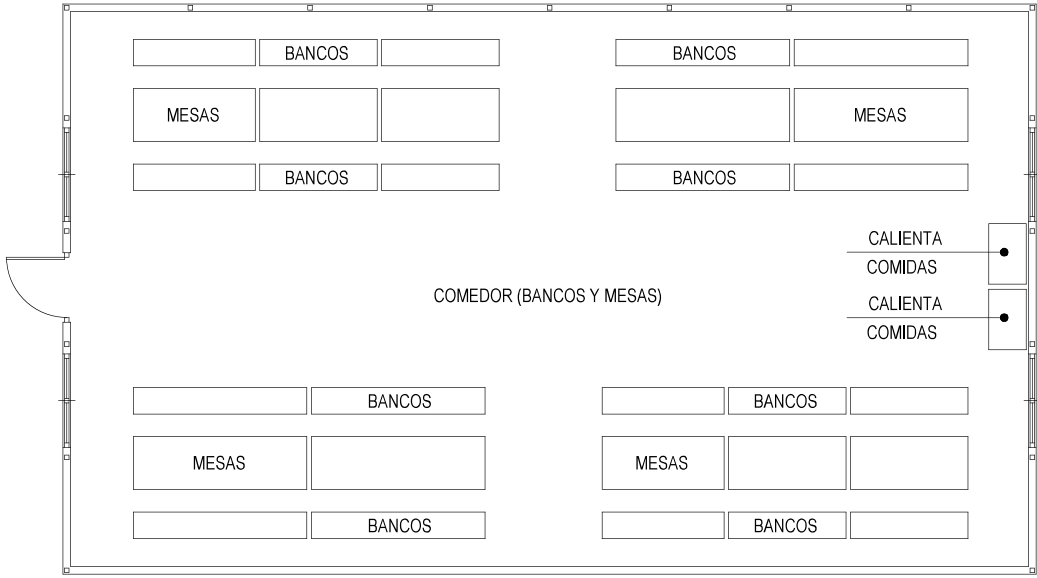 BANCOS
BANCOS
MESAS
MESAS
BANCOS
BANCOS
CALIENTA
COMIDAS
COMEDOR (BANCOS Y MESAS)
CALIENTA
COMIDAS
BANCOS
BANCOS
MESAS
MESAS
BANCOS
BANCOS